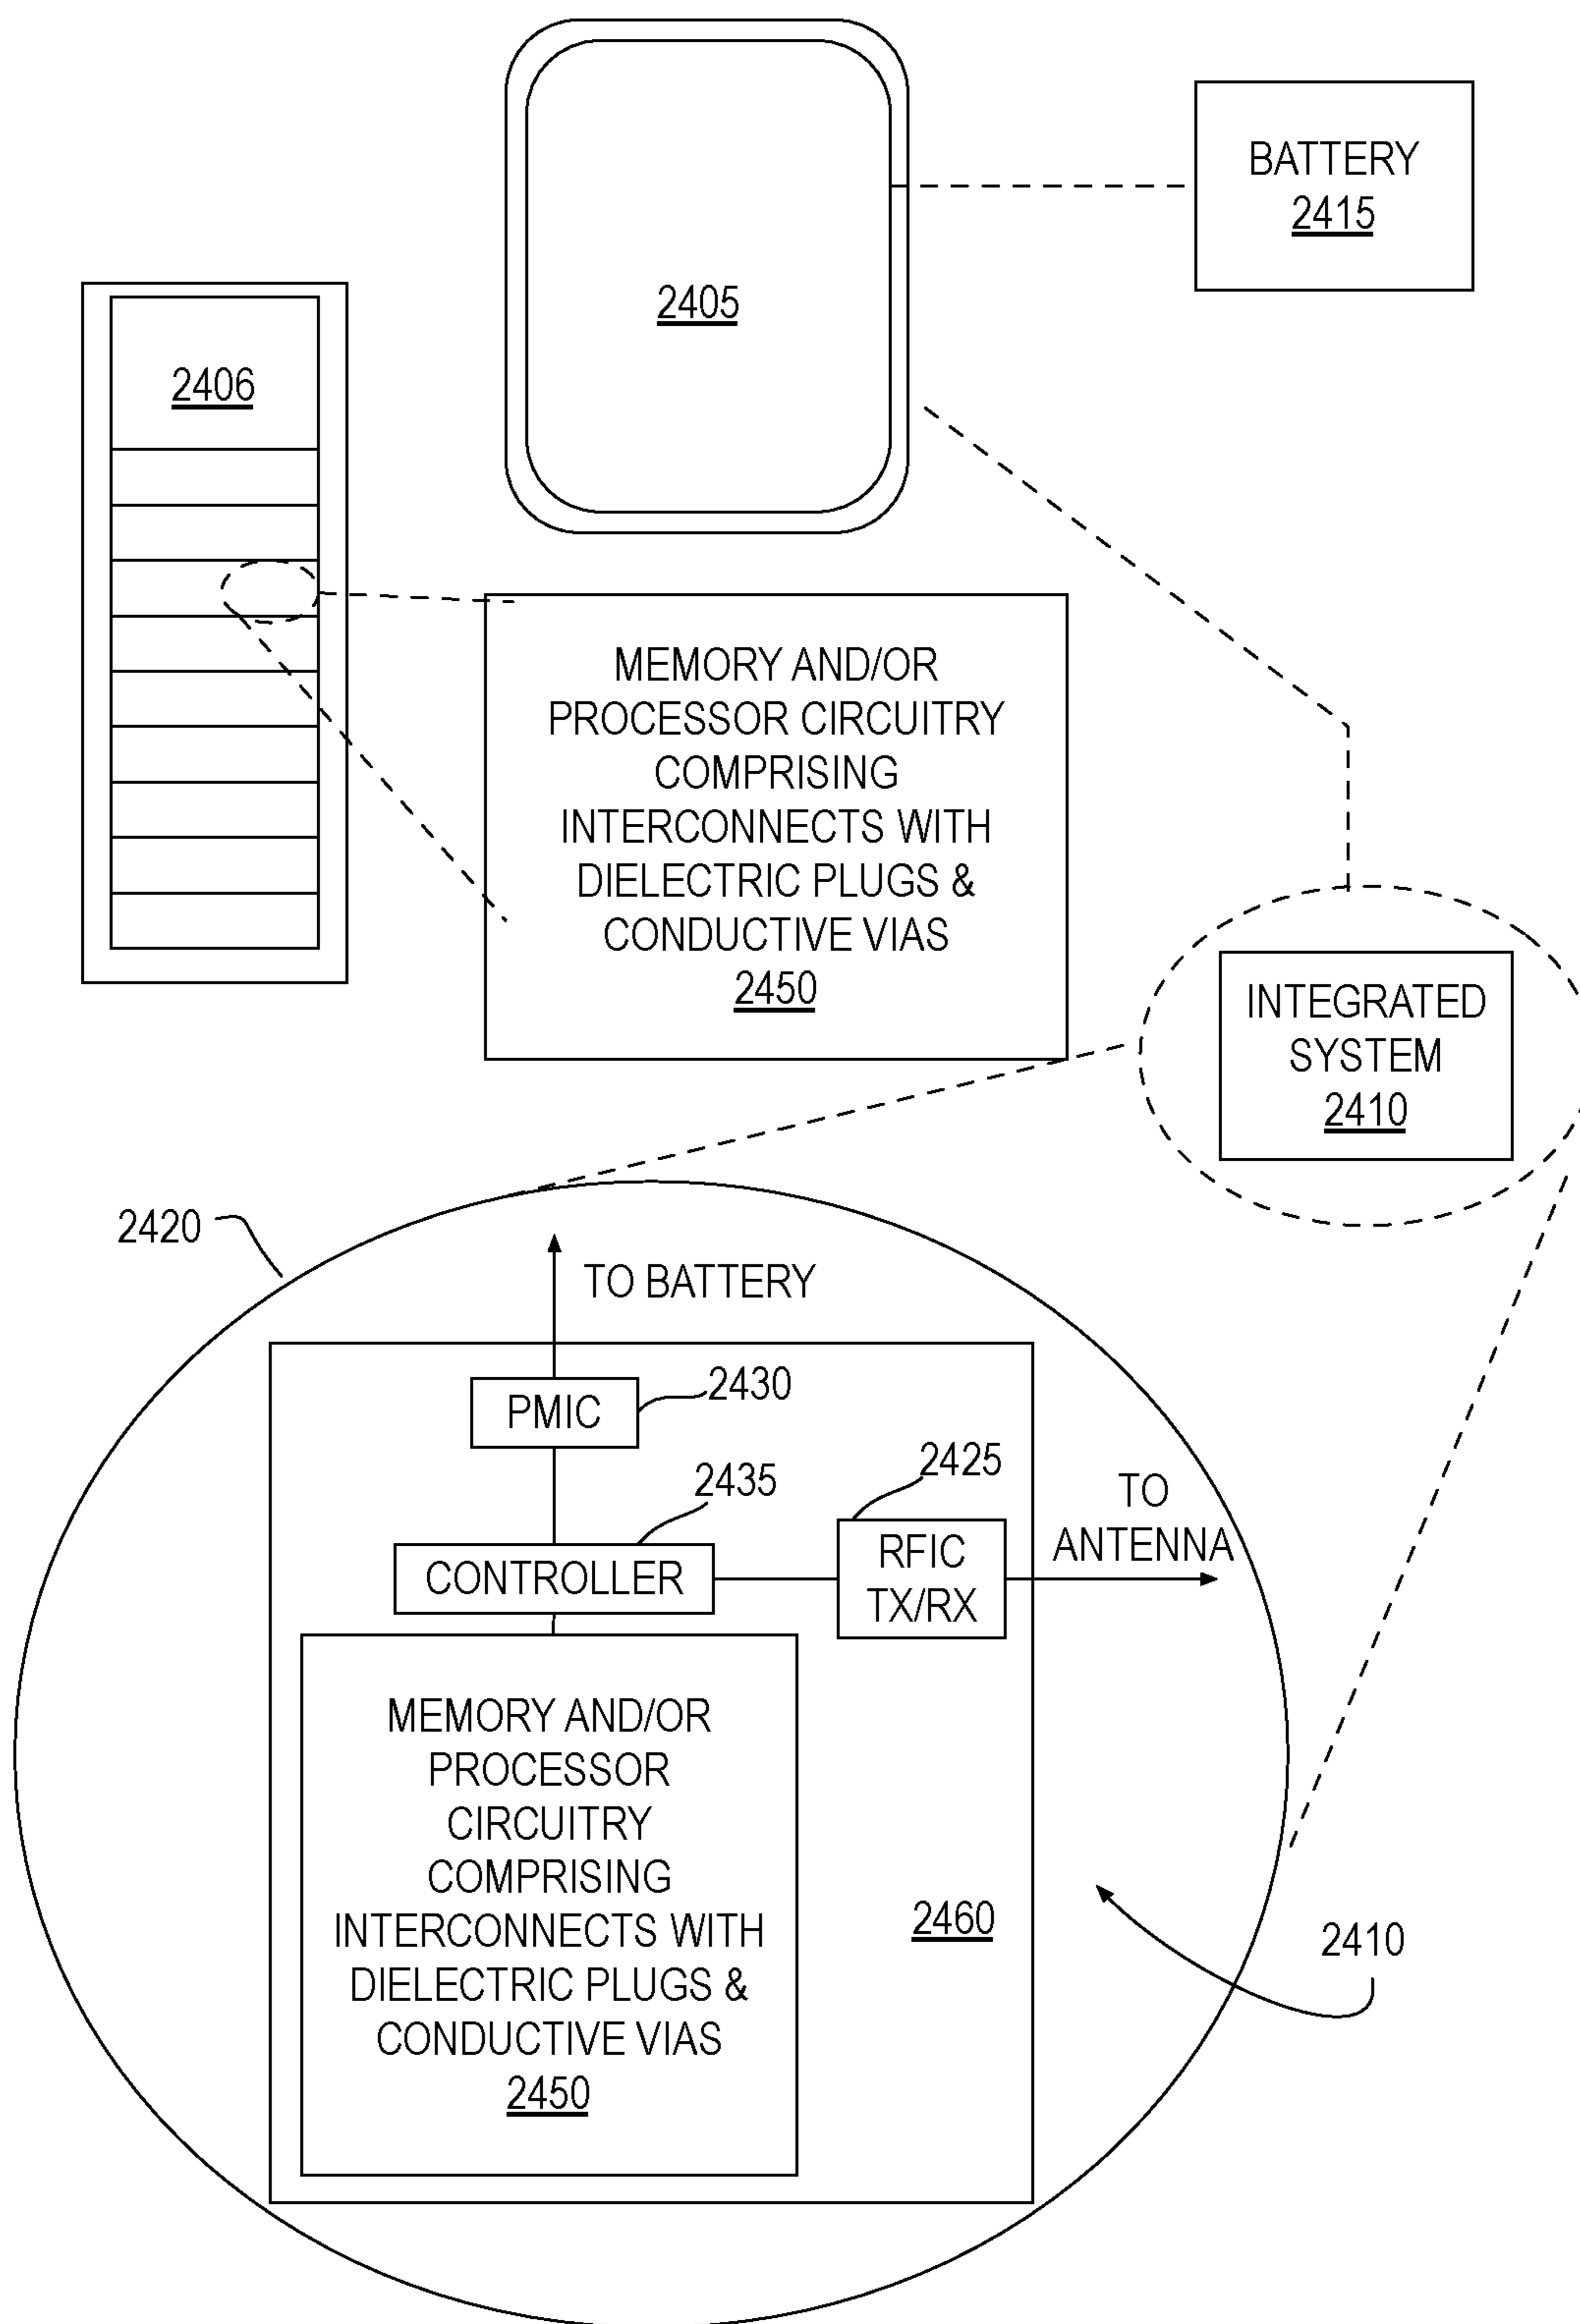 BATTERY
2415
2405
2406
MEMORY AND/OR
PROCESSOR CIRCUITRY
COMPRISING
INTERCONNECTS WITH
DIELECTRIC PLUGS &
CONDUCTIVE VIAS
2450
INTEGRATED
SYSTEM
2410
2420
TO BATTERY
PMIC
2430
2435
2425
TO
ANTENNA
CONTROLLER
RFIC
TX/RX
MEMORY AND/OR
PROCESSOR
CIRCUITRY
COMPRISING
INTERCONNECTS WITH
DIELECTRIC PLUGS &
CONDUCTIVE VIAS
2450
2460
2410